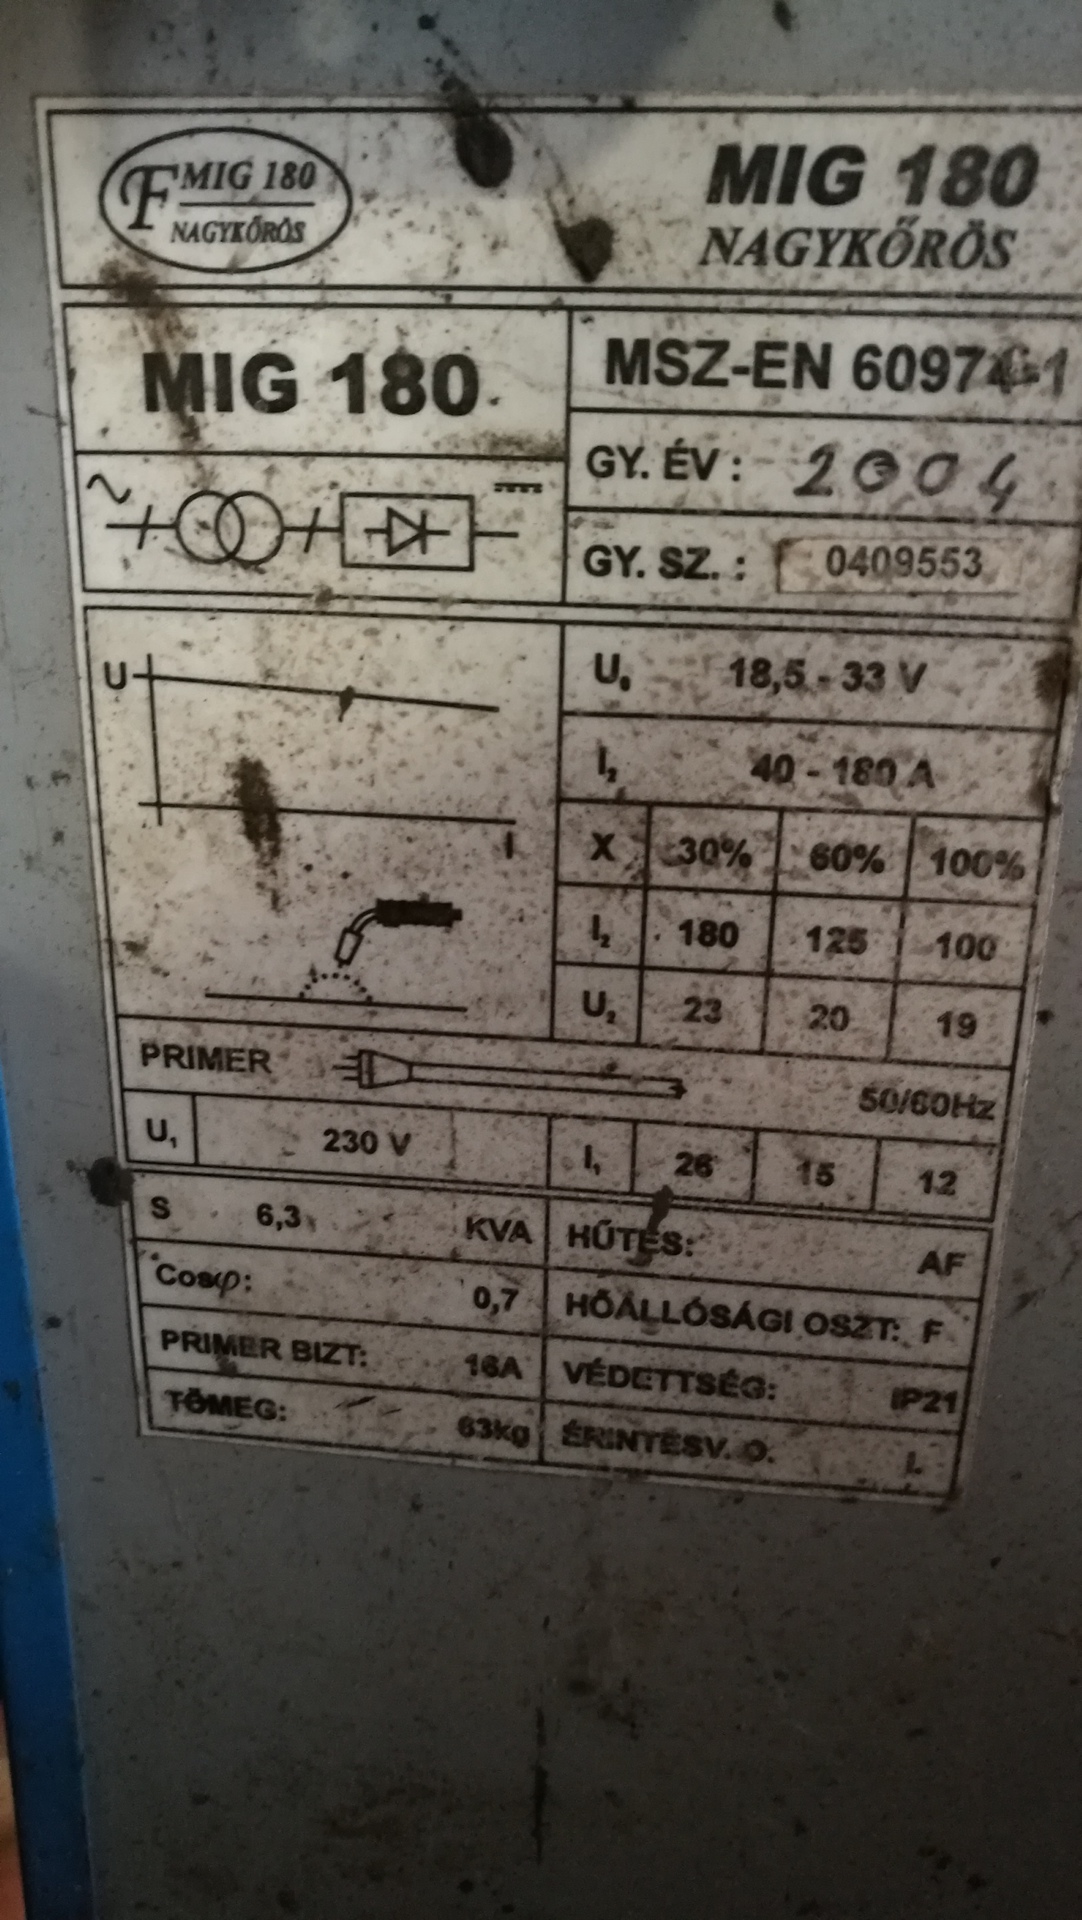 F MIG 180
NAGYKŐRÖS
MIG 180
NAGYKŐRÖS
MIG 180
MSZ-EN 60974-1
GY. ÉV : 2004
GY. SZ. : 0409553
U
I
U₀ 18,5 - 33 V
I₂ 40 - 180 A
X 30% 60% 100%
I₂ 180 125 100
U₂ 23 20 19
PRIMER 50/60Hz
U₁ 230 V I₁ 26 15 12
S 6,3 KVA
Cosφ: 0,7
PRIMER BIZT: 16A
TÖMEG: 63kg
HŰTÉS: AF
HŐÁLLÓSÁGI OSZT: F
VÉDETTSÉG: IP21
ÉRINTÉSV. O. I.